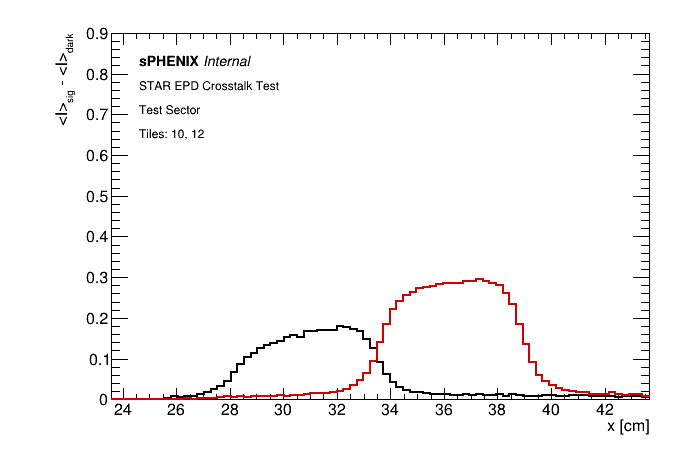 <I>sig - <I>dark
0.9
0.8
0.7
0.6
0.5
0.4
0.3
0.2
0.1
0
sPHENIX Internal
STAR EPD Crosstalk Test
Test Sector
Tiles: 10, 12
24 26 28 30 32 34 36 38 40 42
x [cm]